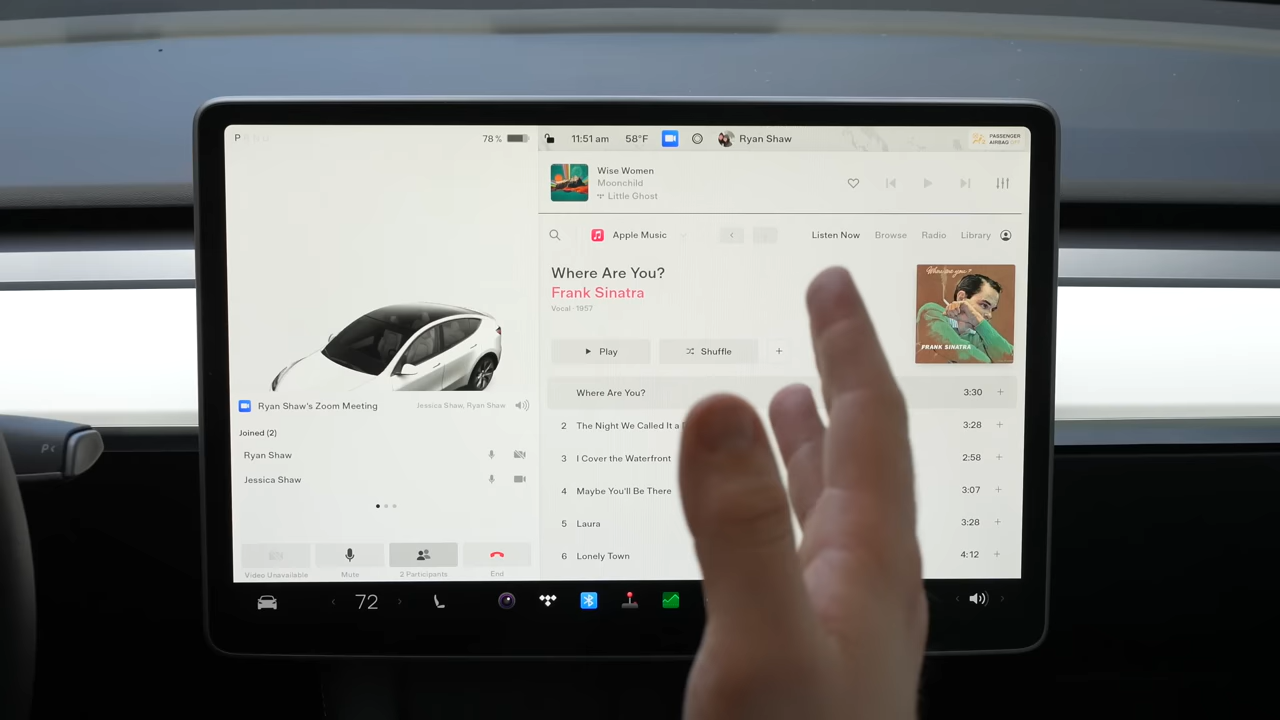 P R N D
78 %
11:51 am
58°F
Ryan Shaw
PASSENGER
AIRBAG OFF
Wise Women
Moonchild
Little Ghost
Apple Music
Listen Now
Browse
Radio
Library
Where Are You?
Frank Sinatra
Vocal · 1957
Play
Shuffle
+
Where are you?
FRANK SINATRA
Where Are You?
3:30 +
2 The Night We Called It a
3:28 +
3 I Cover the Waterfront
2:58 +
4 Maybe You'll Be There
3:07 +
5 Laura
3:28 +
6 Lonely Town
4:12 +
Ryan Shaw's Zoom Meeting
Jessica Shaw, Ryan Shaw
Joined (2)
Ryan Shaw
Jessica Shaw
Video Unavailable
Mute
2 Participants
End
72
P